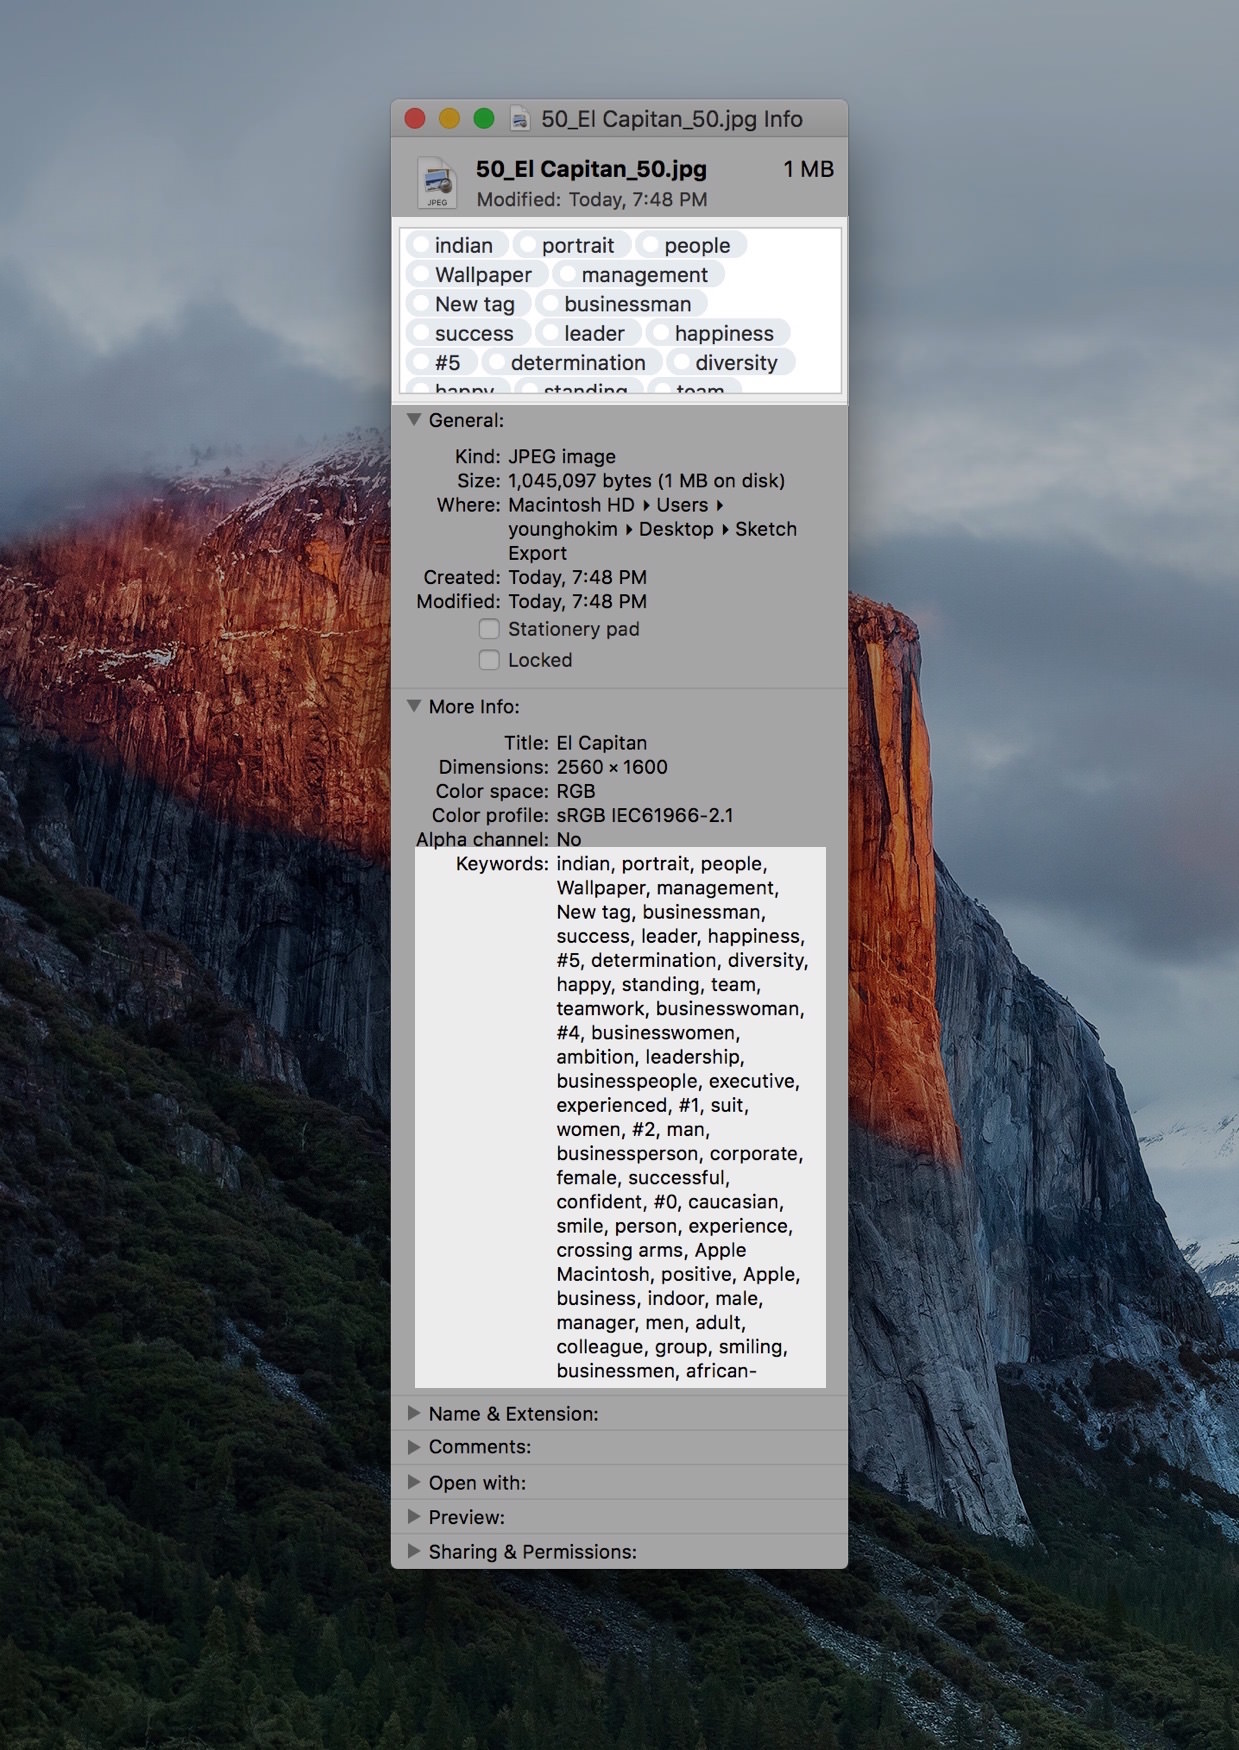 50_El Capitan_50.jpg Info
50_El Capitan_50.jpg 1 MB
JPEG
Modified: Today, 7:48 PM
indian portrait people
Wallpaper management
New tag businessman
success leader happiness
#5 determination diversity
happy standing team
General:
Kind: JPEG image
Size: 1,045,097 bytes (1 MB on disk)
Where: Macintosh HD ▸ Users ▸
younghokim ▸ Desktop ▸ Sketch
Export
Created: Today, 7:48 PM
Modified: Today, 7:48 PM
Stationery pad
Locked
More Info:
Title: El Capitan
Dimensions: 2560 × 1600
Color space: RGB
Color profile: sRGB IEC61966-2.1
Alpha channel: No
Keywords: indian, portrait, people,
Wallpaper, management,
New tag, businessman,
success, leader, happiness,
#5, determination, diversity,
happy, standing, team,
teamwork, businesswoman,
#4, businesswomen,
ambition, leadership,
businesspeople, executive,
experienced, #1, suit,
women, #2, man,
businessperson, corporate,
female, successful,
confident, #0, caucasian,
smile, person, experience,
crossing arms, Apple
Macintosh, positive, Apple,
business, indoor, male,
manager, men, adult,
colleague, group, smiling,
businessmen, african-
Name & Extension:
Comments:
Open with:
Preview:
Sharing & Permissions: